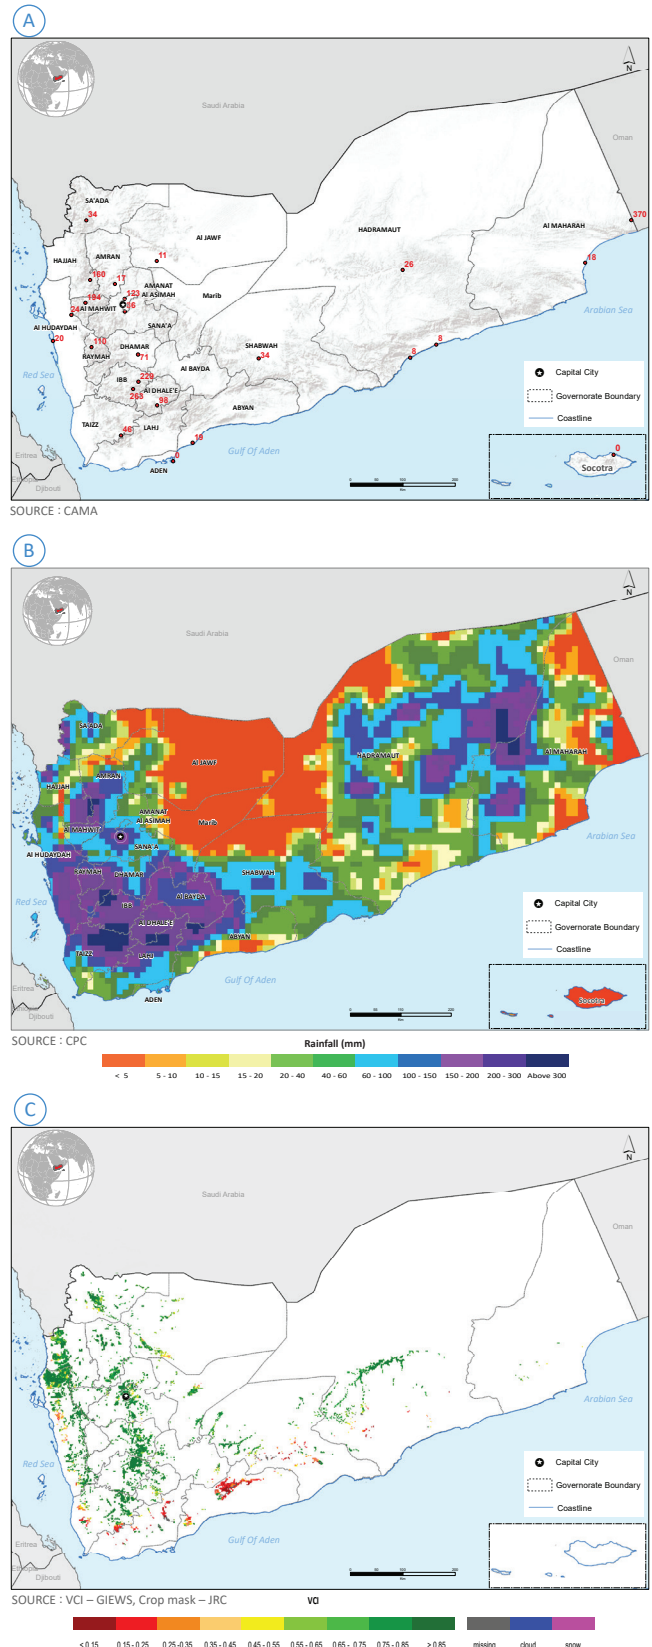 A
N
Saudi Arabia
Oman
SA'ADA
34
370
Al JAWF
HADRAMAUT
Al MAHARAH
HAJJAH
AMRAN
11
26
18
160
17
AMANAT
Al ASIMAH
123
Marib
194
24
Al MAHWIT
Arabian Sea
Al HUDAYDAH
SANA'A
20
110
DHAMAR
RAYMAH
71
SHABWAH
34
8
8
Al BAYDA
Red Sea
IBB
229
Al DHALE'E
263
98
ABYAN
Capital City
Governorate Boundary
Coastline
TAIZZ
46
LAHJ
19
Gulf Of Aden
0
ADEN
0
Socotra
Eritrea
Djibouti
SOURCE : CAMA
B
N
Saudi Arabia
Oman
SA'ADA
Al JAWF
HADRAMAUT
Al MAHARAH
AMRAN
HAJJAH
AMANAT
Al ASIMAH
Marib
Al MAHWIT
Arabian Sea
SANA'A
Al HUDAYDAH
RAYMAH
DHAMAR
SHABWAH
Al BAYDA
Red Sea
IBB
Al DHALE'E
ABYAN
Capital City
Governorate Boundary
Coastline
TAIZZ
LAHJ
Gulf Of Aden
ADEN
Socotra
Eritrea
Djibouti
SOURCE : CPC
Rainfall (mm)
< 5 5 - 10 10 - 15 15 - 20 20 - 40 40 - 60 60 - 100 100 - 150 150 - 200 200 - 300 Above 300
C
N
Saudi Arabia
Oman
Arabian Sea
Red Sea
Capital City
Governorate Boundary
Coastline
Gulf Of Aden
Eritrea
Djibouti
SOURCE : VCI – GIEWS, Crop mask – JRC
VCI
< 0.15 0.15 - 0.25 0.25 -0.35 0.35 - 0.45 0.45 - 0.55 0.55 - 0.65 0.65 - 0.75 0.75 - 0.85 > 0.85 missing cloud snow